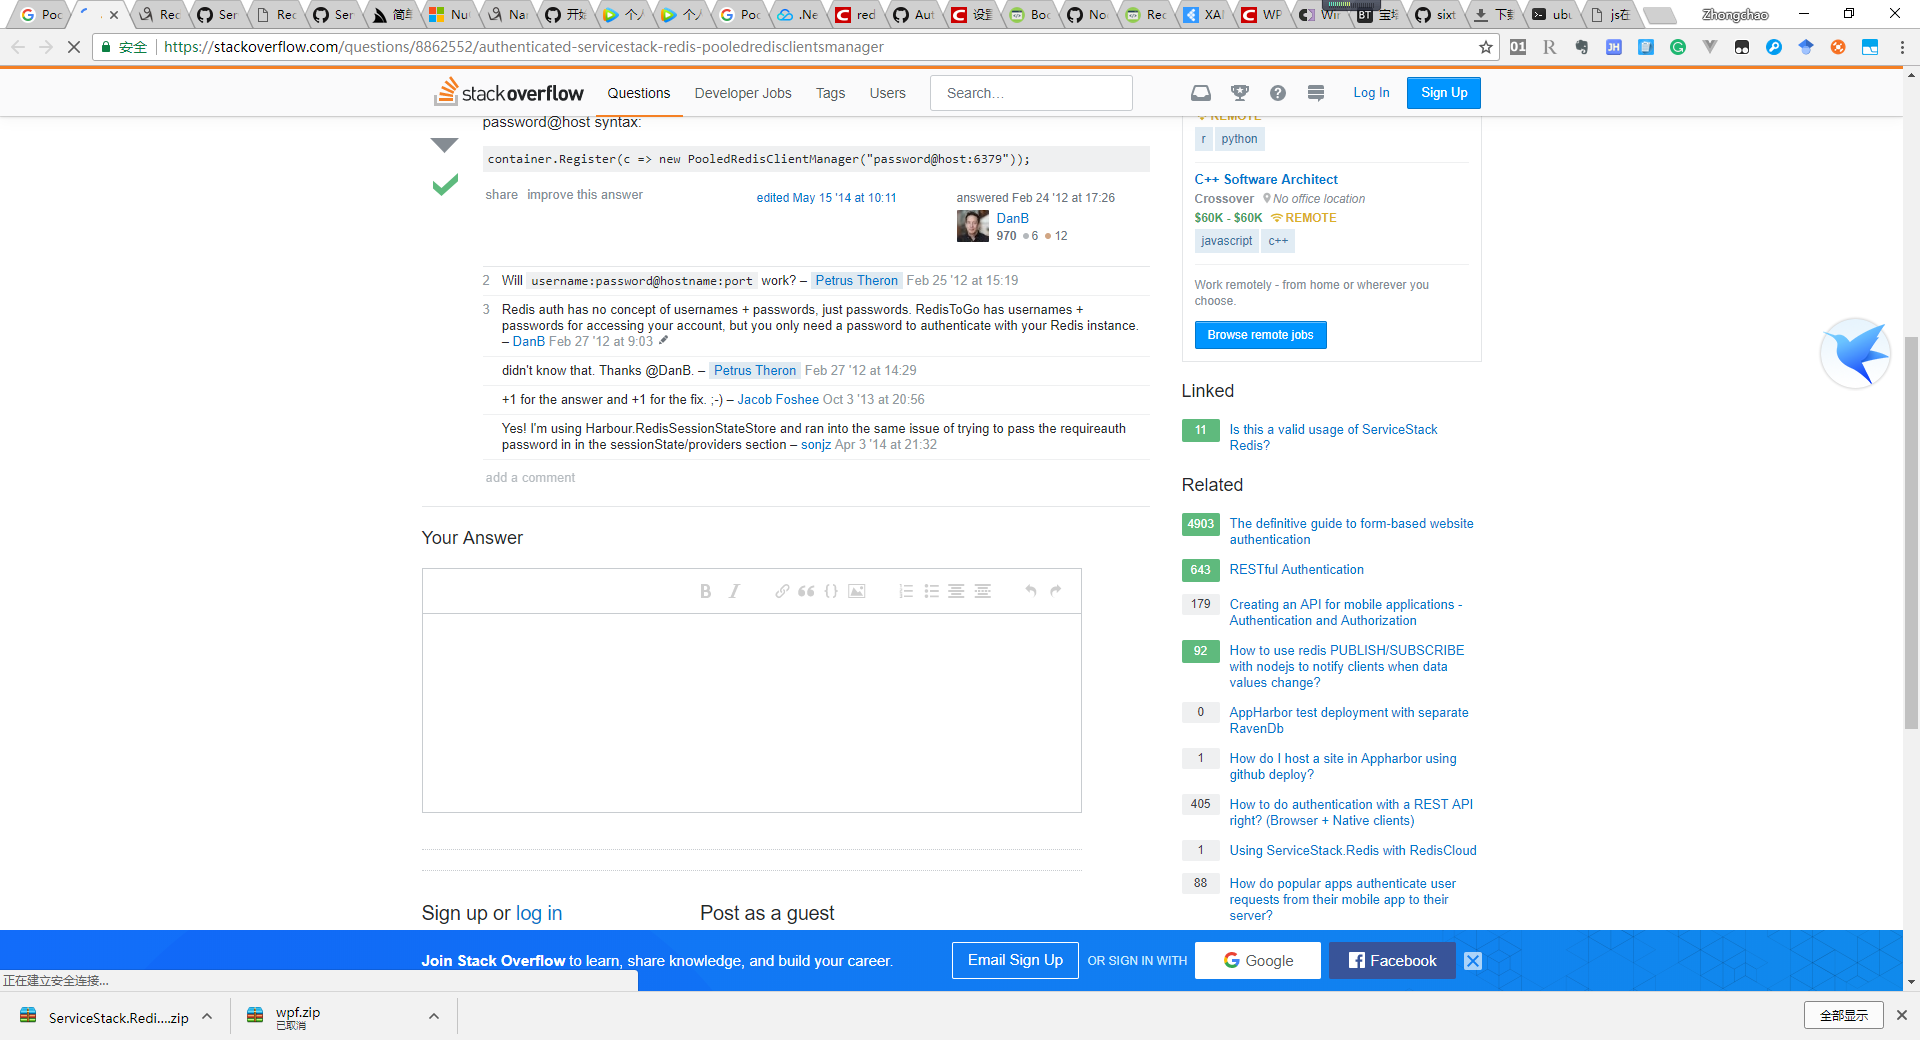 Poc
Rec
Ser
Rec
Ser
简单
Nu
Nar
开始
个人
个人
Poc
.Ne
red
Aut
设置
Boc
Noc
Rec
XAI
WP
Wir
宝塔
sixt
下载
ubu
js在
Zhongchao
安全 https://stackoverflow.com/questions/8862552/authenticated-servicestack-redis-pooledredisclientsmanager
stackoverflow Questions Developer Jobs Tags Users Search… Log In Sign Up
password@host syntax:
container.Register(c => new PooledRedisClientManager("password@host:6379"));
share improve this answer
edited May 15 '14 at 10:11
answered Feb 24 '12 at 17:26
DanB
970 6 12
2 Will username:password@hostname:port work? – Petrus Theron Feb 25 '12 at 15:19
3 Redis auth has no concept of usernames + passwords, just passwords. RedisToGo has usernames +
passwords for accessing your account, but you only need a password to authenticate with your Redis instance.
– DanB Feb 27 '12 at 9:03
didn't know that. Thanks @DanB. – Petrus Theron Feb 27 '12 at 14:29
+1 for the answer and +1 for the fix. ;-) – Jacob Foshee Oct 3 '13 at 20:56
Yes! I'm using Harbour.RedisSessionStateStore and ran into the same issue of trying to pass the requireauth
password in in the sessionState/providers section – sonjz Apr 3 '14 at 21:32
add a comment
Your Answer
Sign up or log in
Post as a guest
REMOTE
r python
C++ Software Architect
Crossover No office location
$60K - $60K REMOTE
javascript c++
Work remotely - from home or wherever you
choose.
Browse remote jobs
Linked
11 Is this a valid usage of ServiceStack
Redis?
Related
4903 The definitive guide to form-based website
authentication
643 RESTful Authentication
179 Creating an API for mobile applications -
Authentication and Authorization
92 How to use redis PUBLISH/SUBSCRIBE
with nodejs to notify clients when data
values change?
0 AppHarbor test deployment with separate
RavenDb
1 How do I host a site in Appharbor using
github deploy?
405 How to do authentication with a REST API
right? (Browser + Native clients)
1 Using ServiceStack.Redis with RedisCloud
88 How do popular apps authenticate user
requests from their mobile app to their
server?
Join Stack Overflow to learn, share knowledge, and build your career.
Email Sign Up OR SIGN IN WITH Google Facebook
正在建立安全连接...
ServiceStack.Redi....zip
wpf.zip
已取消
全部显示